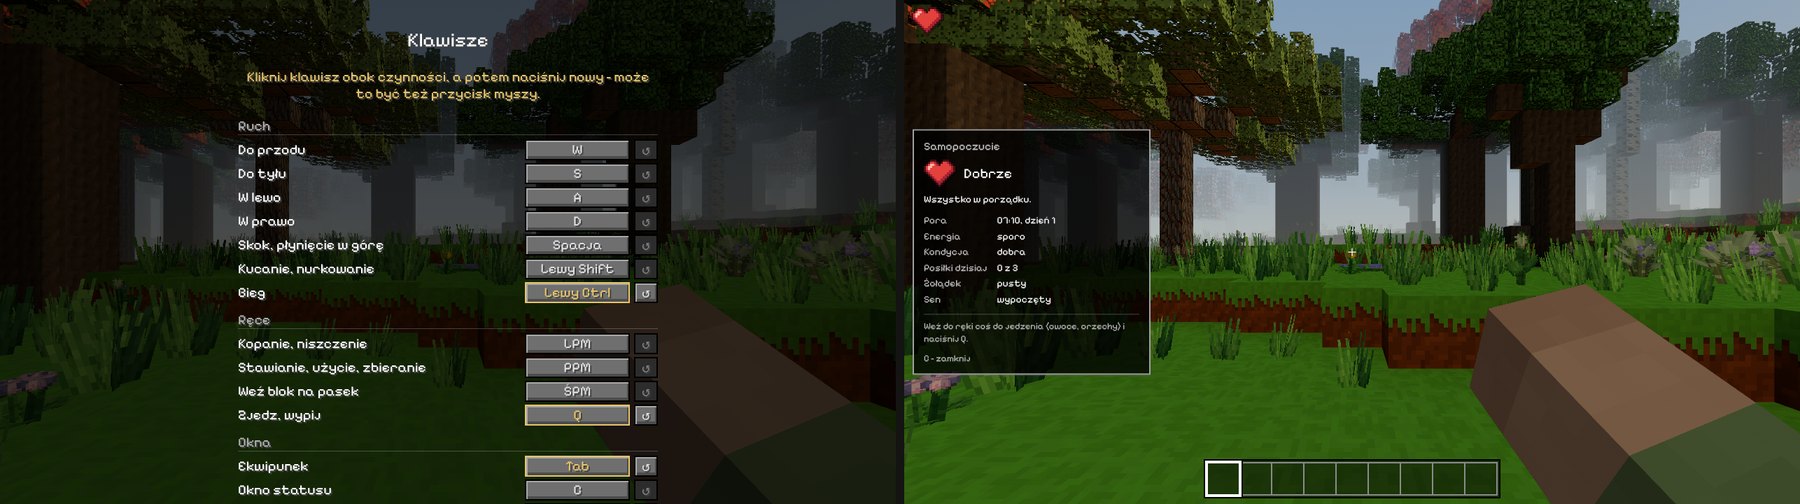 Klawisze
Kliknij klawisz obok czynności, a potem naciśnij nowy - może
to być też przycisk myszy.
Ruch
Do przodu W
Do tyłu S
W lewo A
W prawo D
Skok, płynięcie w górę Spacja
Kucanie, nurkowanie Lewy Shift
Bieg Lewy Ctrl
Ręce
Kopanie, niszczenie LPM
Stawianie, użycie, zbieranie PPM
Weź blok na pasek ŚPM
Zjedz, wypij Q
Okna
Ekwipunek Tab
Okno statusu C
Samopoczucie
Dobrze
Wszystko w porządku.
Pora 07:10, dzień 1
Energia sporo
Kondycja dobra
Posiłki dzisiaj 0 z 3
Żołądek pusty
Sen wypoczęty
Weź do ręki coś do jedzenia (owoce, orzechy) i
naciśnij Q.
C - zamknij